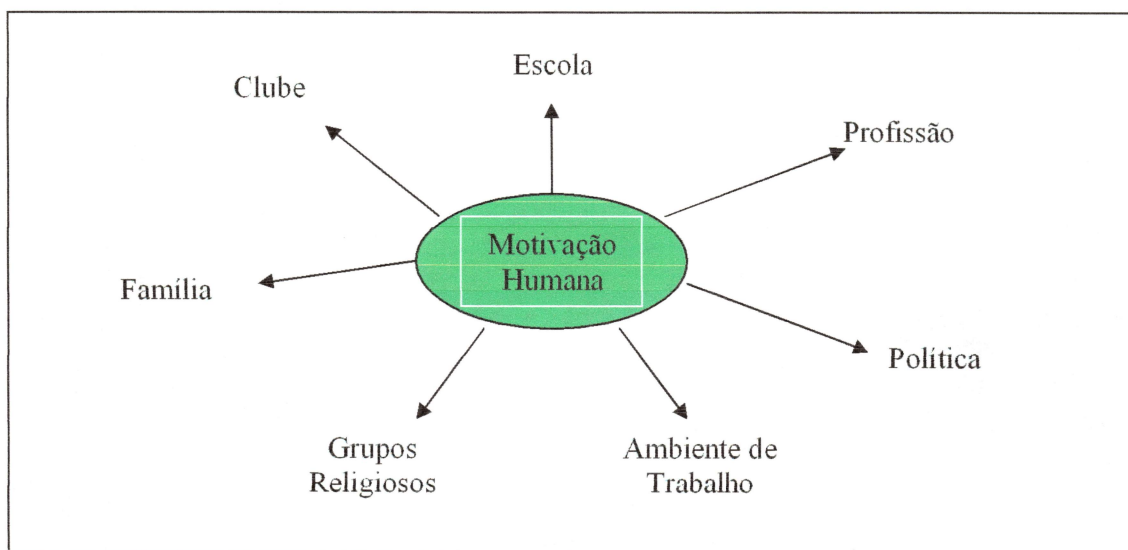 Escola
Clube
Profissão
Motivação
Humana
Família
Política
Grupos
Religiosos
Ambiente de
Trabalho